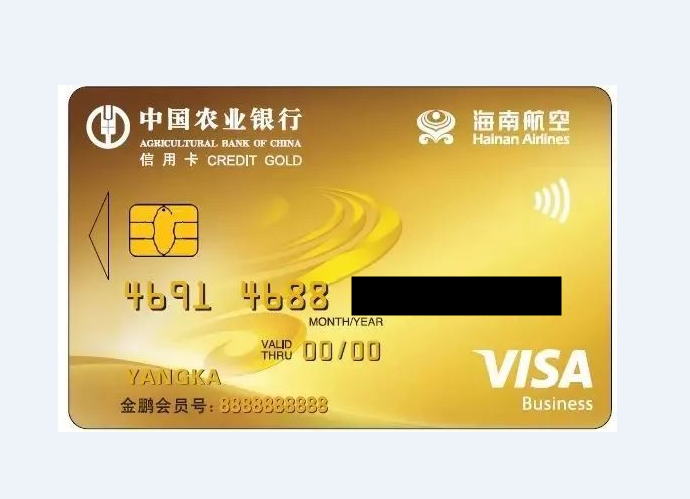 中国农业银行
AGRICULTURAL BANK OF CHINA
信用卡 CREDIT GOLD
海南航空
Hainan Airlines
4691 4688
MONTH/YEAR
VALID THRU 00/00
YANGKA
金鹏会员号: 8888888888
VISA
Business